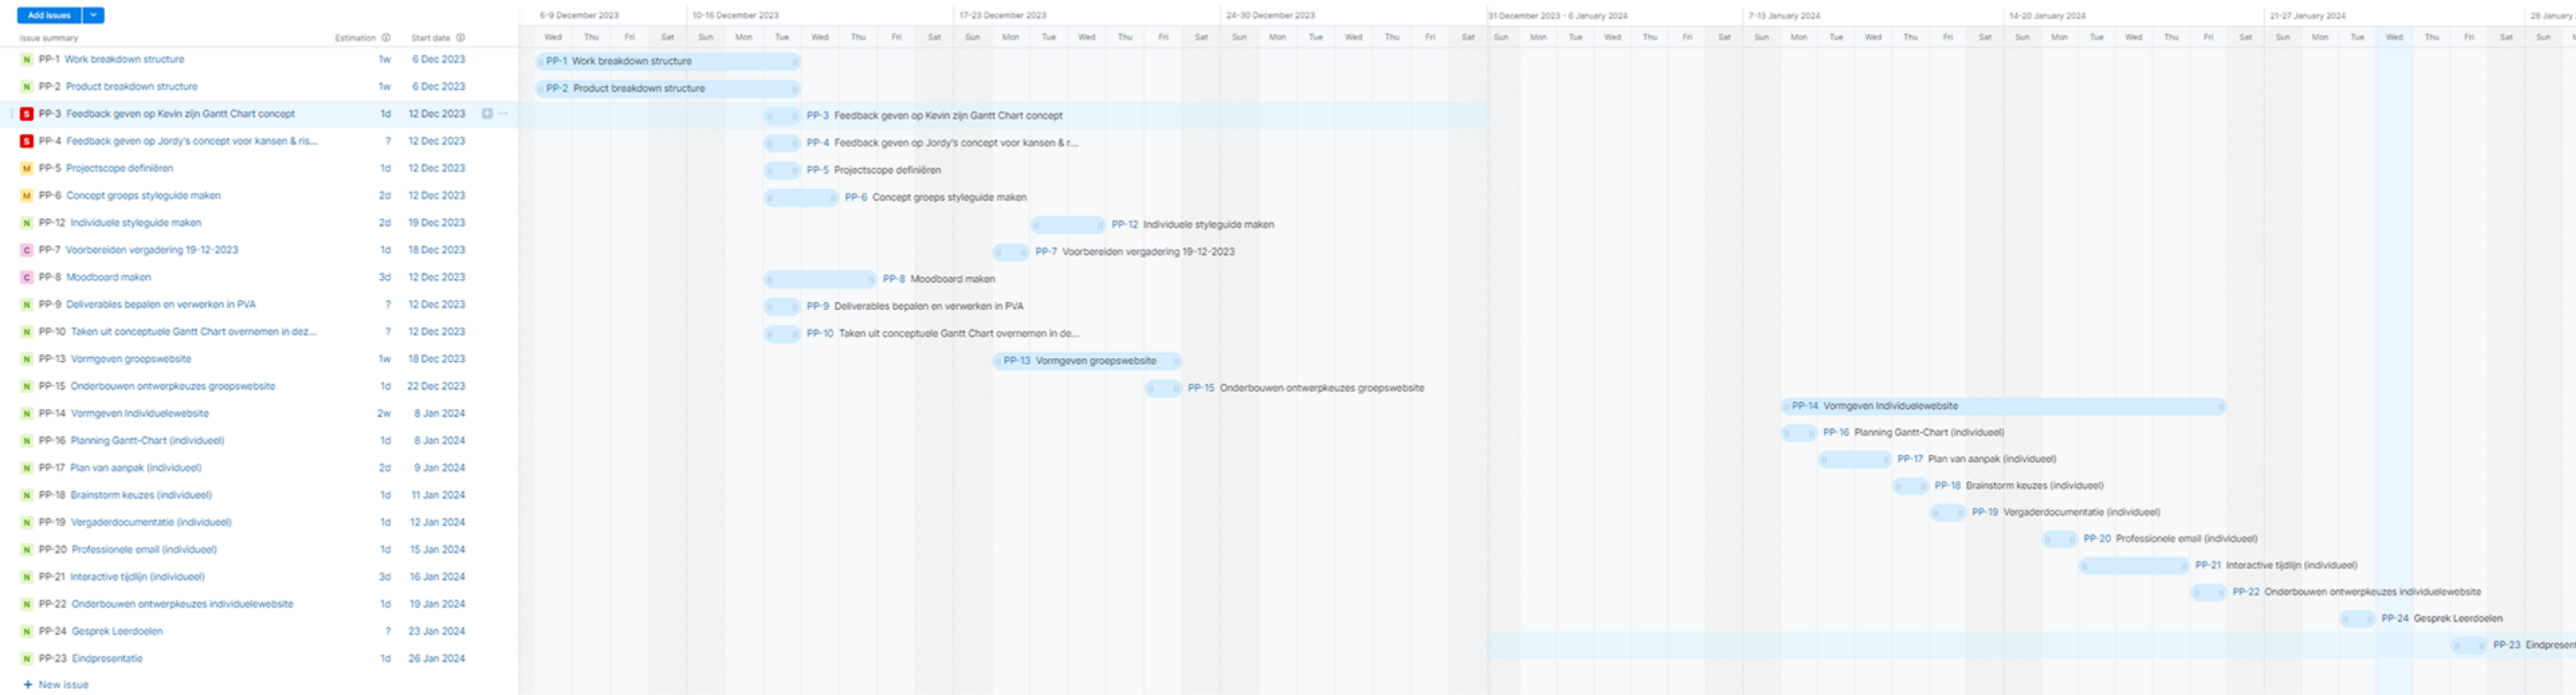 Add issues
6-9 December 2023 10-16 December 2023 17-23 December 2023 24-30 December 2023 31 December 2023 - 6 January 2024 7-13 January 2024 14-20 January 2024 21-27 January 2024 28 January
Issue summary Estimation Start date Wed Thu Fri Sat Sun Mon Tue Wed Thu Fri Sat Sun Mon Tue Wed Thu Fri Sat Sun Mon Tue Wed Thu Fri Sat Sun Mon Tue Wed Thu Fri Sat Sun Mon Tue Wed Thu Fri Sat Sun Mon Tue Wed Thu Fri Sat Sun Mon Tue Wed Thu Fri Sat Sun
N PP-1 Work breakdown structure 1w 6 Dec 2023 PP-1 Work breakdown structure
N PP-2 Product breakdown structure 1w 6 Dec 2023 PP-2 Product breakdown structure
S PP-3 Feedback geven op Kevin zijn Gantt Chart concept 1d 12 Dec 2023 PP-3 Feedback geven op Kevin zijn Gantt Chart concept
S PP-4 Feedback geven op Jordy's concept voor kansen & ris... ? 12 Dec 2023 PP-4 Feedback geven op Jordy's concept voor kansen & r...
M PP-5 Projectscope definiëren 1d 12 Dec 2023 PP-5 Projectscope definiëren
M PP-6 Concept groeps styleguide maken 2d 12 Dec 2023 PP-6 Concept groeps styleguide maken
N PP-12 Individuele styleguide maken 2d 19 Dec 2023 PP-12 Individuele styleguide maken
C PP-7 Voorbereiden vergadering 19-12-2023 1d 18 Dec 2023 PP-7 Voorbereiden vergadering 19-12-2023
C PP-8 Moodboard maken 3d 12 Dec 2023 PP-8 Moodboard maken
N PP-9 Deliverables bepalen en verwerken in PVA ? 12 Dec 2023 PP-9 Deliverables bepalen en verwerken in PVA
N PP-10 Taken uit conceptuele Gantt Chart overnemen in dez... ? 12 Dec 2023 PP-10 Taken uit conceptuele Gantt Chart overnemen in de...
N PP-13 Vormgeven groepswebsite 1w 18 Dec 2023 PP-13 Vormgeven groepswebsite
N PP-15 Onderbouwen ontwerpkeuzes groepswebsite 1d 22 Dec 2023 PP-15 Onderbouwen ontwerpkeuzes groepswebsite
N PP-14 Vormgeven Individuelewebsite 2w 8 Jan 2024 PP-14 Vormgeven Individuelewebsite
N PP-16 Planning Gantt-Chart (individueel) 1d 8 Jan 2024 PP-16 Planning Gantt-Chart (individueel)
N PP-17 Plan van aanpak (individueel) 2d 9 Jan 2024 PP-17 Plan van aanpak (individueel)
N PP-18 Brainstorm keuzes (individueel) 1d 11 Jan 2024 PP-18 Brainstorm keuzes (individueel)
N PP-19 Vergaderdocumentatie (individueel) 1d 12 Jan 2024 PP-19 Vergaderdocumentatie (individueel)
N PP-20 Professionele email (individueel) 1d 15 Jan 2024 PP-20 Professionele email (individueel)
N PP-21 Interactive tijdlijn (individueel) 3d 16 Jan 2024 PP-21 Interactive tijdlijn (individueel)
N PP-22 Onderbouwen ontwerpkeuzes individuelewebsite 1d 19 Jan 2024 PP-22 Onderbouwen ontwerpkeuzes individuelewebsite
N PP-24 Gesprek Leerdoelen ? 23 Jan 2024 PP-24 Gesprek Leerdoelen
N PP-23 Eindpresentatie 1d 26 Jan 2024 PP-23 Eindpresen
+ New issue